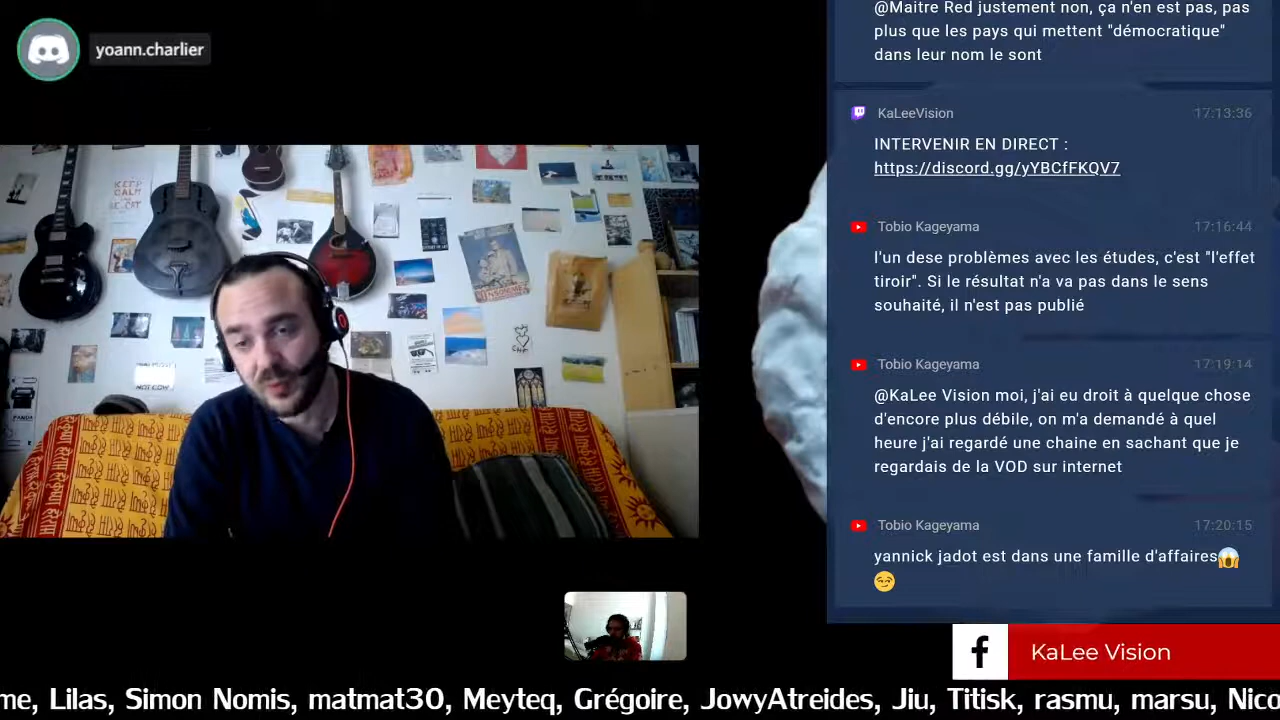 yoann.charlier
@Maitre Red justement non, ça n'en est pas, pas
plus que les pays qui mettent "démocratique"
dans leur nom le sont
KaLeeVision 17:13:36
INTERVENIR EN DIRECT :
https://discord.gg/yYBCfFKQV7
Tobio Kageyama 17:16:44
l'un dese problèmes avec les études, c'est "l'effet
tiroir". Si le résultat n'a va pas dans le sens
souhaité, il n'est pas publié
Tobio Kageyama 17:19:14
@KaLee Vision moi, j'ai eu droit à quelque chose
d'encore plus débile, on m'a demandé à quel
heure j'ai regardé une chaine en sachant que je
regardais de la VOD sur internet
Tobio Kageyama 17:20:15
yannick jadot est dans une famille d'affaires😱
😏
KaLee Vision
me, Lilas, Simon Nomis, matmat30, Meyteq, Grégoire, JowyAtreides, Jiu, Titisk, rasmu, marsu, Nico
KEEP
CALM
PANDA